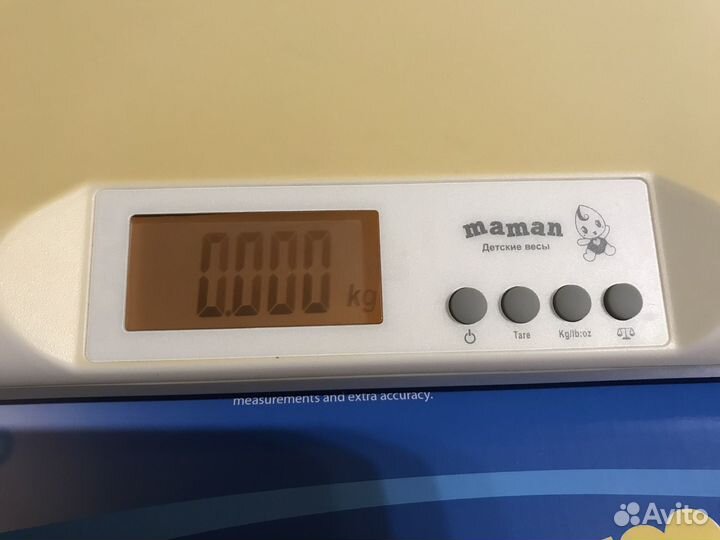 maman
Детские весы
0.000 kg
Tare
Kg/lb:oz
measurements and extra accuracy.
Avito